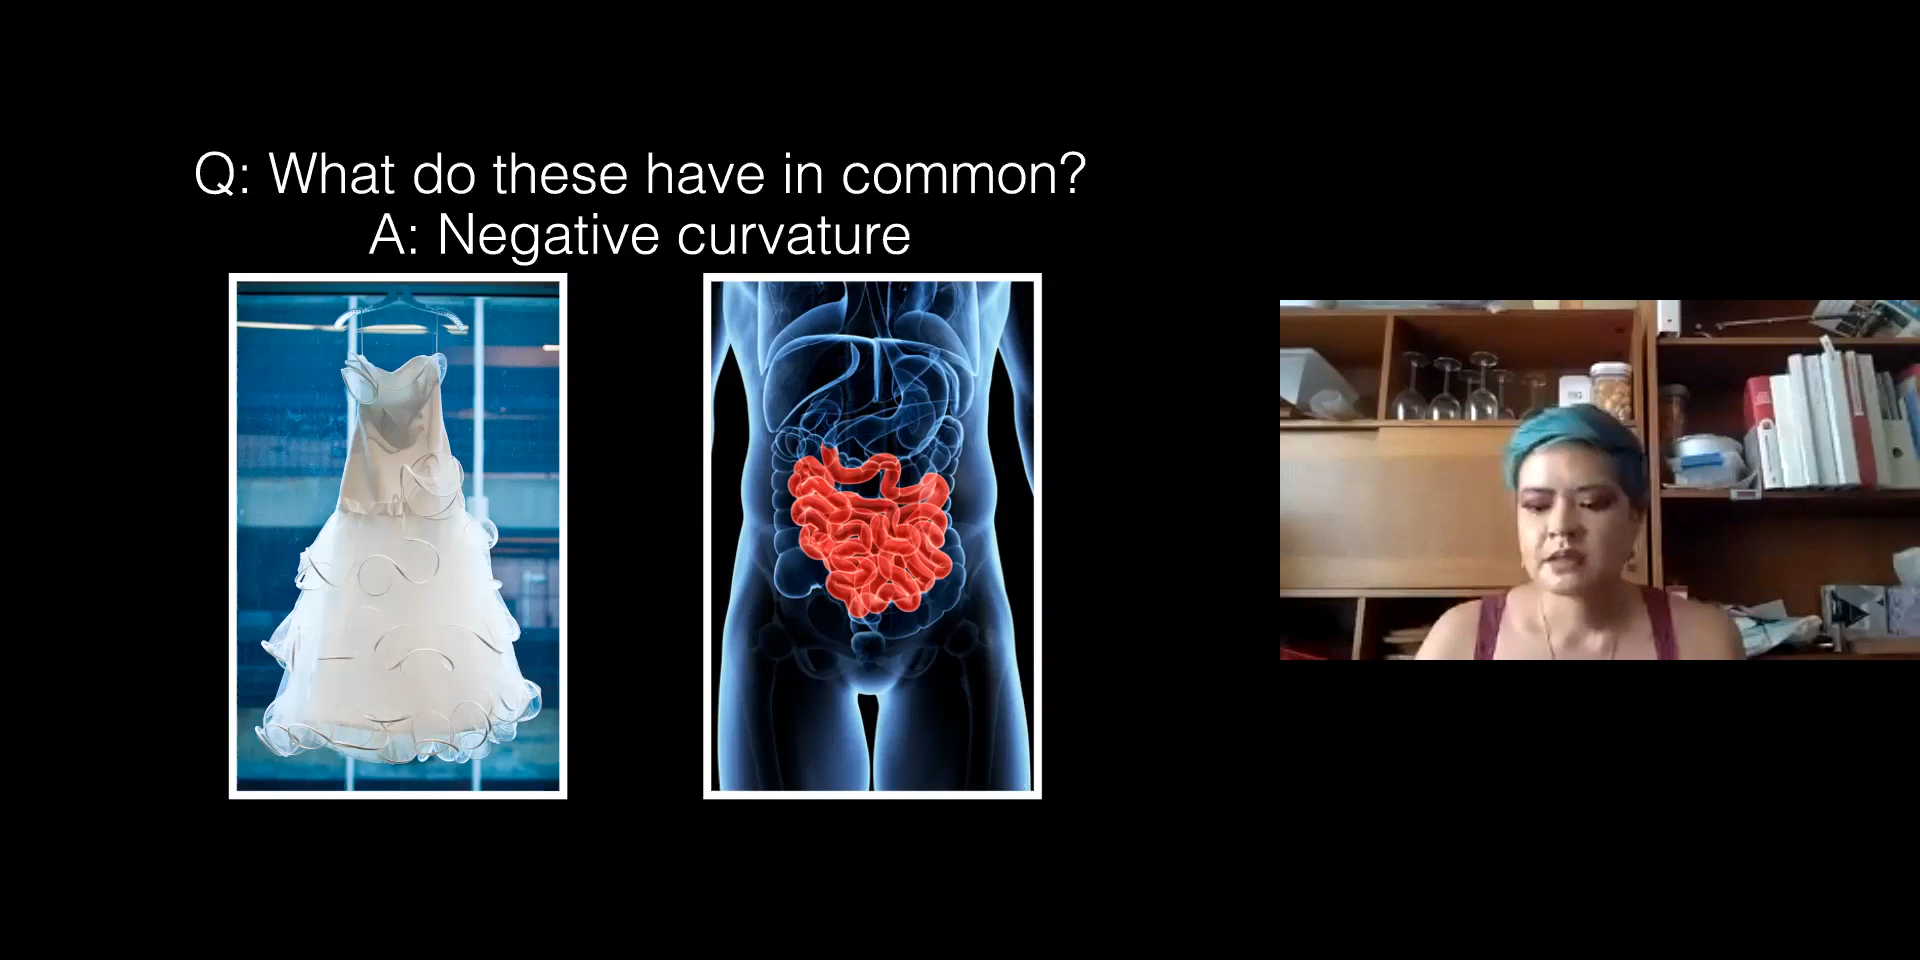 Q: What do these have in common?
A: Negative curvature